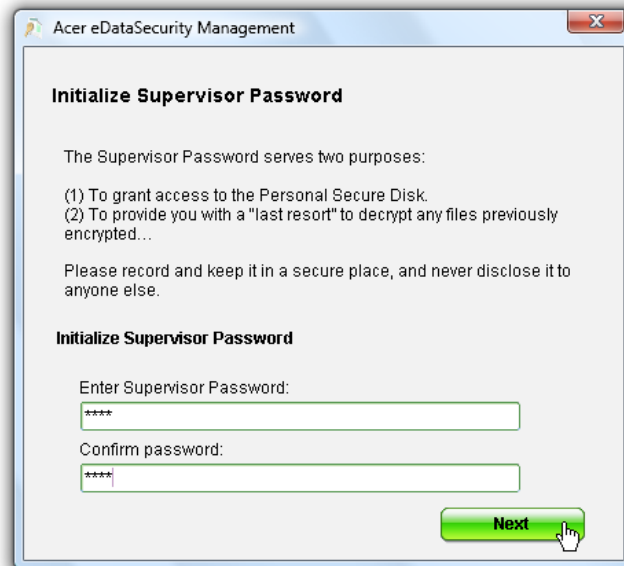 Acer eDataSecurity Management
Initialize Supervisor Password
The Supervisor Password serves two purposes:
(1) To grant access to the Personal Secure Disk.
(2) To provide you with a "last resort" to decrypt any files previously
encrypted...
Please record and keep it in a secure place, and never disclose it to
anyone else.
Initialize Supervisor Password
Enter Supervisor Password:
****
Confirm password:
****
Next